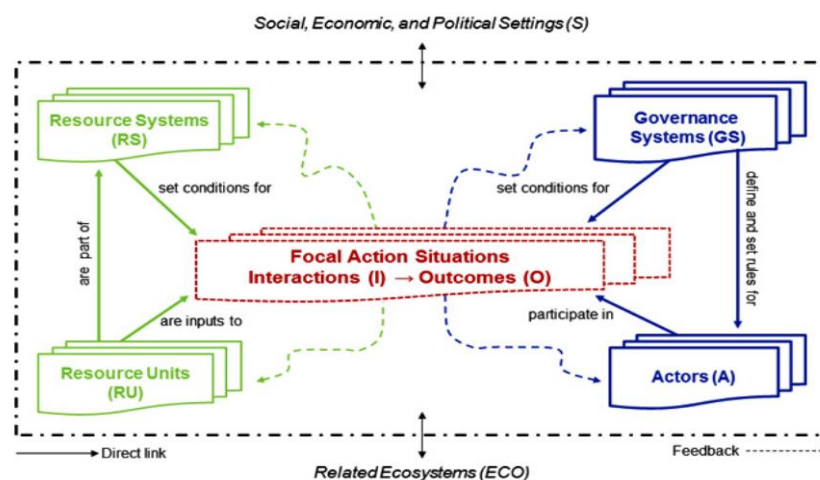 Social, Economic, and Political Settings (S)
Resource Systems
(RS)
Governance
Systems (GS)
set conditions for
set conditions for
are part of
define and set rules for
Focal Action Situations
Interactions (I) → Outcomes (O)
are inputs to
participate in
Resource Units
(RU)
Actors (A)
Direct link
Feedback
Related Ecosystems (ECO)